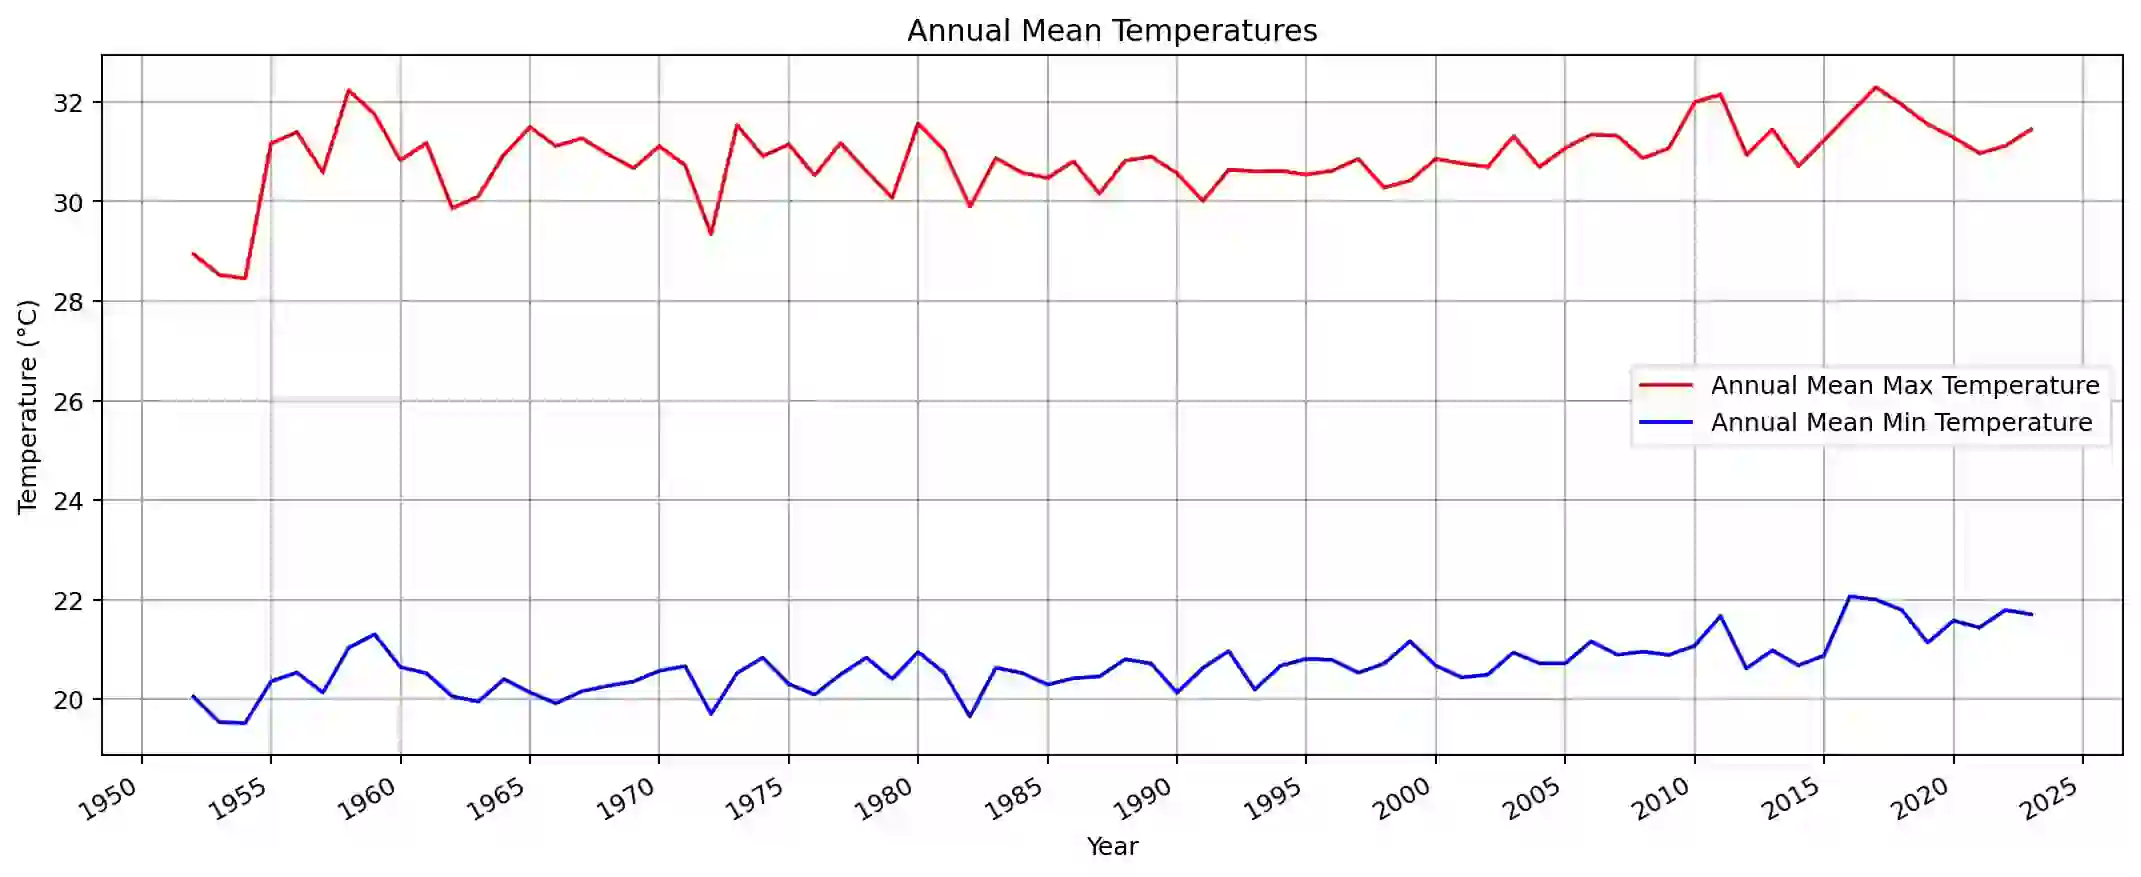 Annual Mean Temperatures
32
30
28
26
24
22
20
Temperature (°C)
Annual Mean Max Temperature
Annual Mean Min Temperature
1950 1955 1960 1965 1970 1975 1980 1985 1990 1995 2000 2005 2010 2015 2020 2025
Year